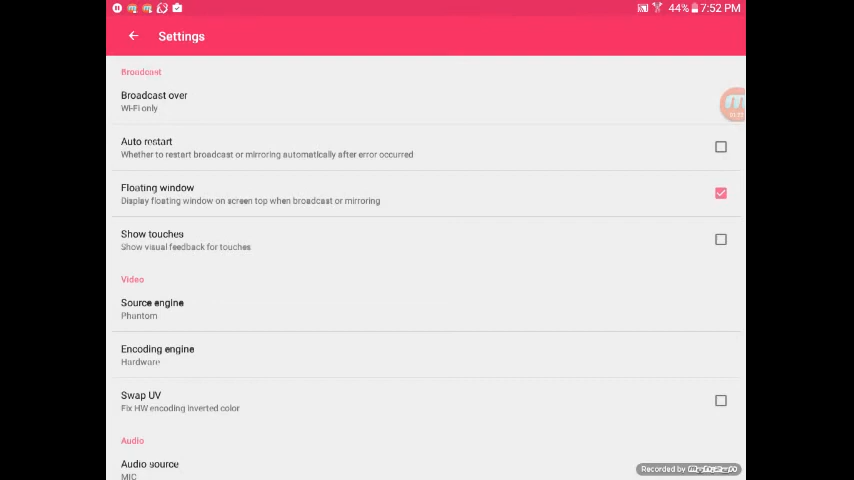 44% 7:52 PM
Settings
Broadcast
Broadcast over
Wi-Fi only
Auto restart
Whether to restart broadcast or mirroring automatically after error occurred
Floating window
Display floating window on screen top when broadcast or mirroring
Show touches
Show visual feedback for touches
Video
Source engine
Phantom
Encoding engine
Hardware
Swap UV
Fix HW encoding inverted color
Audio
Audio source
MIC
Recorded by